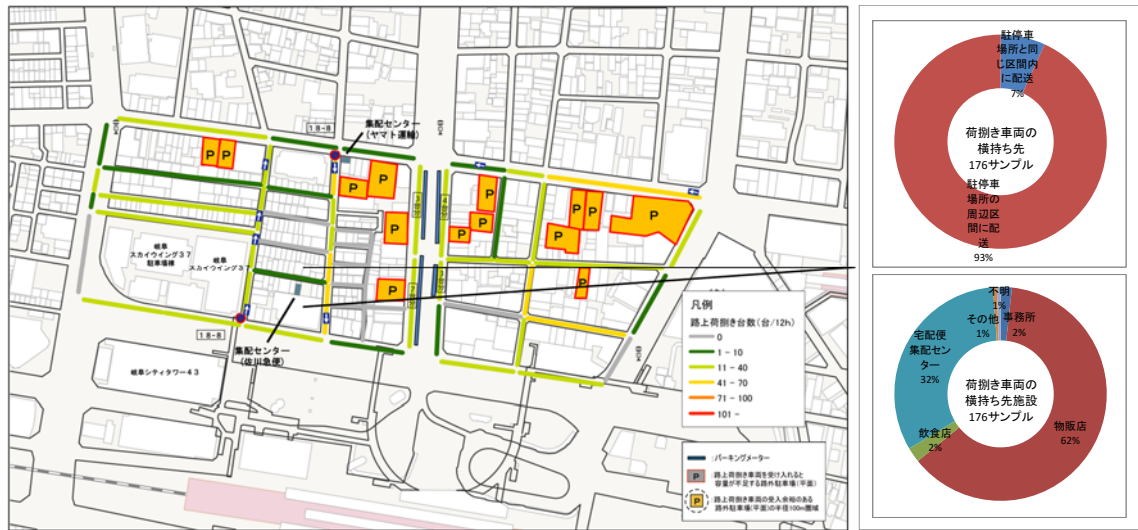 18-8
集配センター
(ヤマト運輸)
P
P
P
P
P
P
P
P
P
P
P
P
P
P
岐阜
スカイウイング37
駐車場棟
岐阜
スカイウイング37
集配センター
(佐川急便)
18-8
岐阜シティタワー43
凡例
路上荷捌き台数(台/12h)
0
1 - 10
11 - 40
41 - 70
71 - 100
101 -
:パーキングメーター
P
:路上荷捌き車両を受け入れると
容量が不足する路外駐車場(平面)
P
:路上荷捌き車両の受入余裕のある
路外駐車場(平面)の半径100m圏域
駐停車
場所と同
じ区間内
に配送
7%
荷捌き車両の
横持ち先
176サンプル
駐停車
場所の
周辺区
間に配
送
93%
不明
1%
事務所
2%
その他
1%
宅配便
集配セン
ター
32%
荷捌き車両の
横持ち先施設
176サンプル
飲食店
2%
物販店
62%